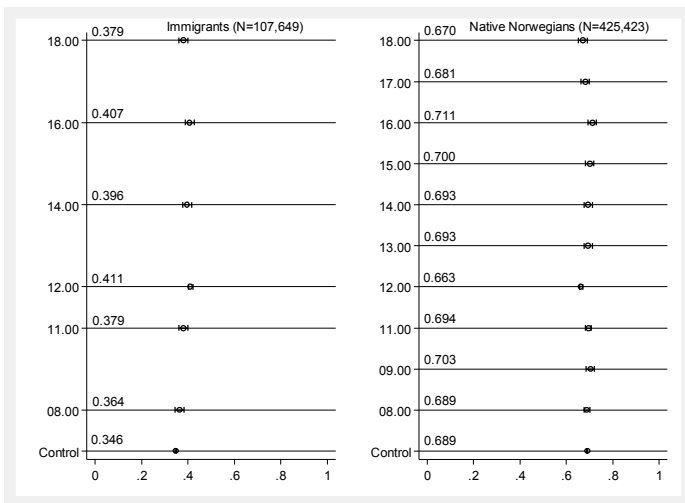 Immigrants (N=107,649)
18.00 0.379
16.00 0.407
14.00 0.396
12.00 0.411
11.00 0.379
08.00 0.364
Control 0.346
0 .2 .4 .6 .8 1
Native Norwegians (N=425,423)
18.00 0.670
17.00 0.681
16.00 0.711
15.00 0.700
14.00 0.693
13.00 0.693
12.00 0.663
11.00 0.694
09.00 0.703
08.00 0.689
Control 0.689
0 .2 .4 .6 .8 1